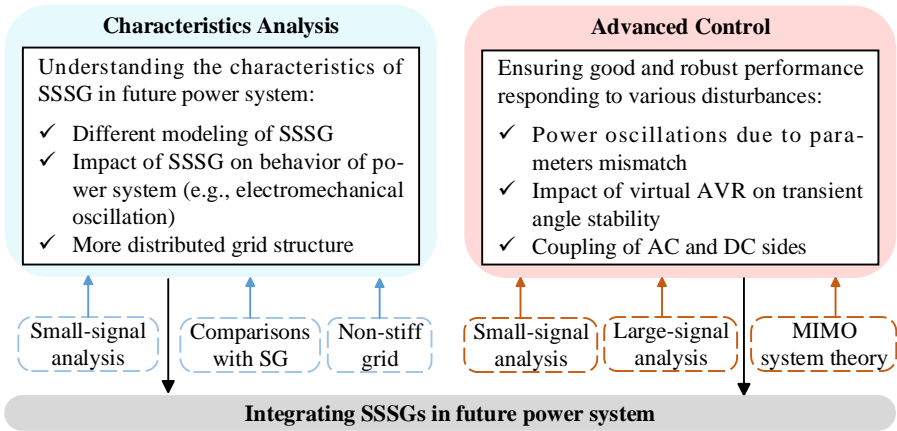 Characteristics Analysis
Understanding the characteristics of
SSSG in future power system:
✓ Different modeling of SSSG
✓ Impact of SSSG on behavior of po-
wer system (e.g., electromechanical
oscillation)
✓ More distributed grid structure
Small-signal
analysis
Comparisons
with SG
Non-stiff
grid
Advanced Control
Ensuring good and robust performance
responding to various disturbances:
✓ Power oscillations due to para-
meters mismatch
✓ Impact of virtual AVR on transient
angle stability
✓ Coupling of AC and DC sides
Small-signal
analysis
Large-signal
analysis
MIMO
system theory
Integrating SSSGs in future power system